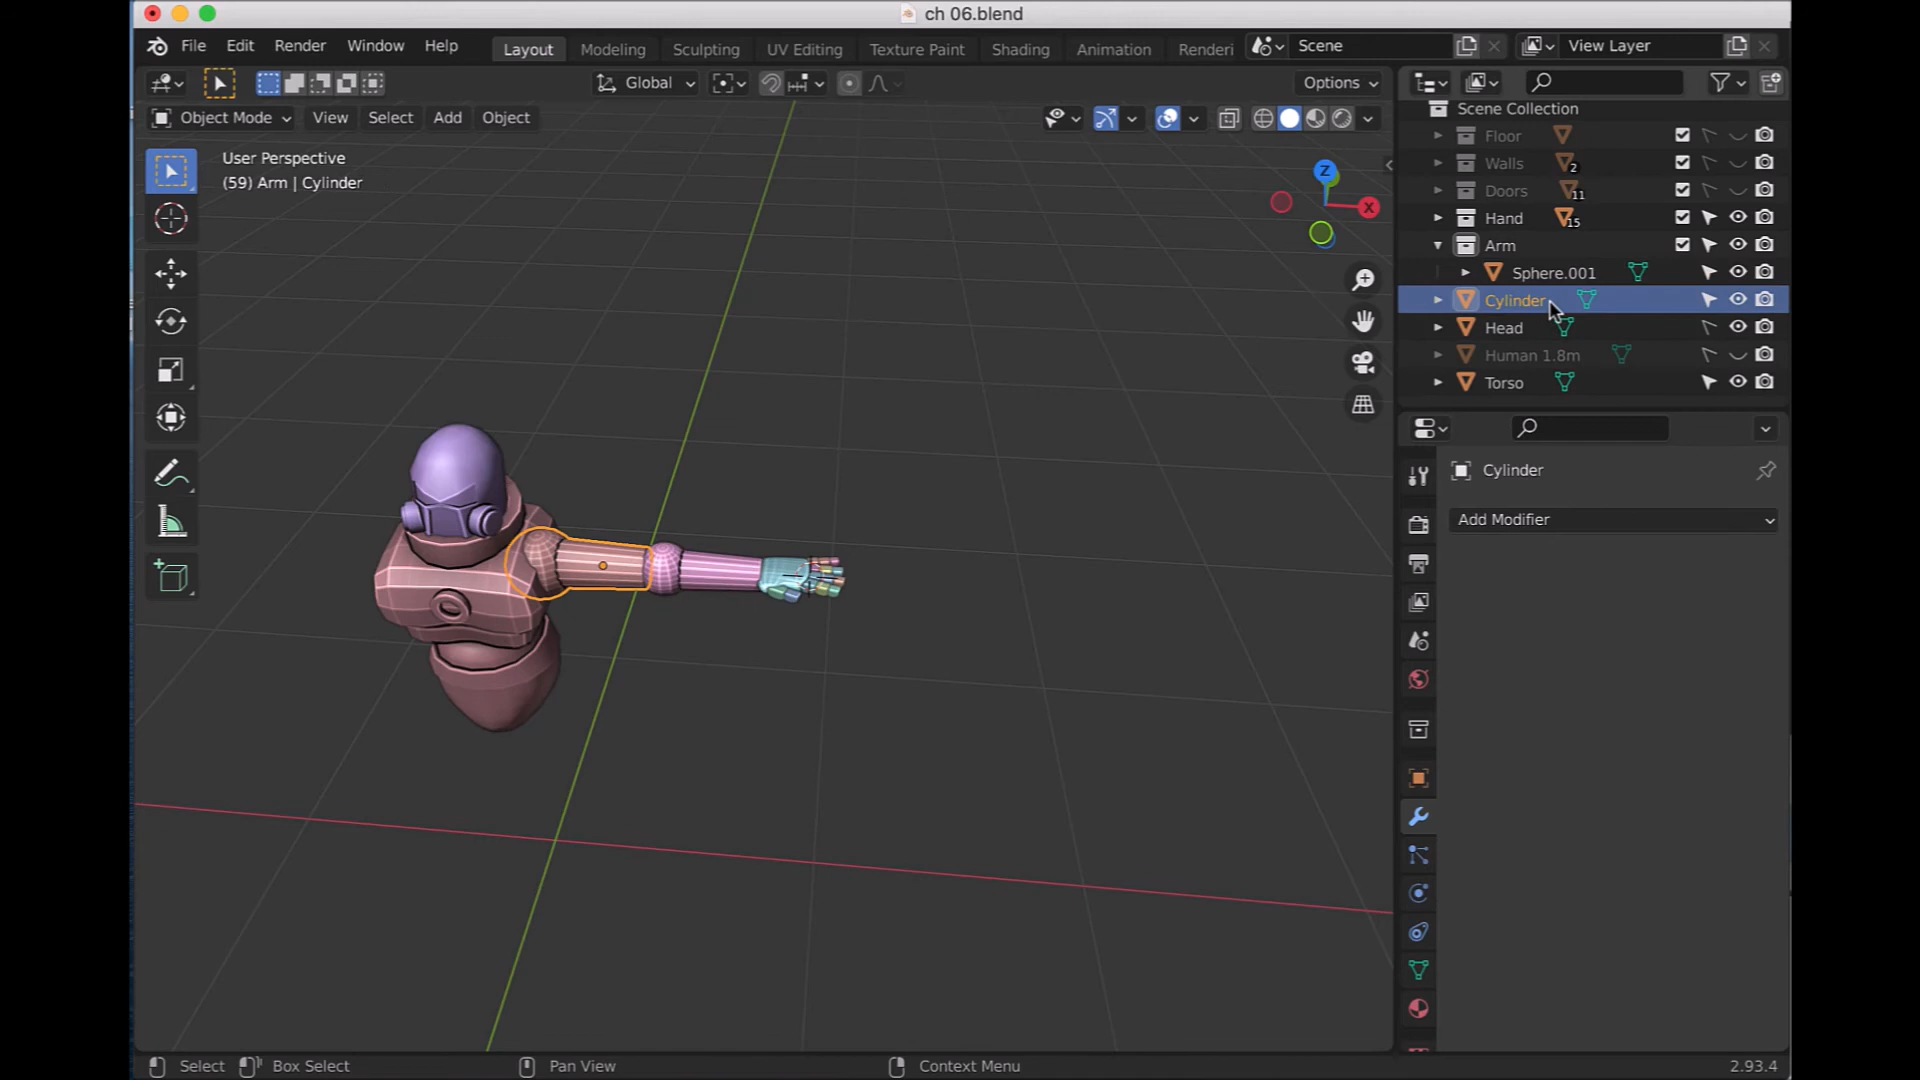 ch 06.blend
File Edit Render Window Help Layout Modeling Sculpting UV Editing Texture Paint Shading Animation Renderi Scene View Layer
Global Options
Object Mode View Select Add Object
User Perspective
(59) Arm | Cylinder
Z
X
Scene Collection
Floor
Walls 2
Doors 11
Hand 15
Arm
Sphere.001
Cylinder
Head
Human 1.8m
Torso
Cylinder
Add Modifier
Select Box Select Pan View Context Menu 2.93.4